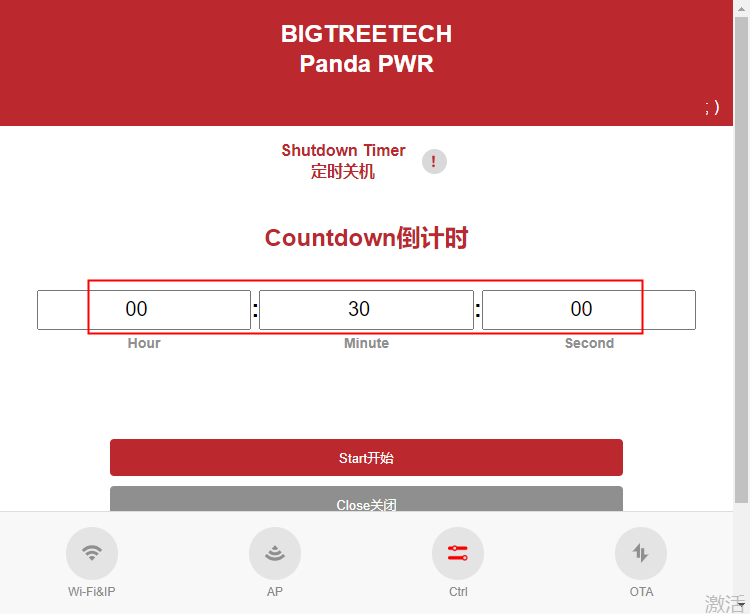 BIGTREETECH
Panda PWR
; )
Shutdown Timer
定时关机
!
Countdown倒计时
00 : 30 : 00
Hour Minute Second
Start开始
Close关闭
Wi-Fi&IP AP Ctrl OTA
激活